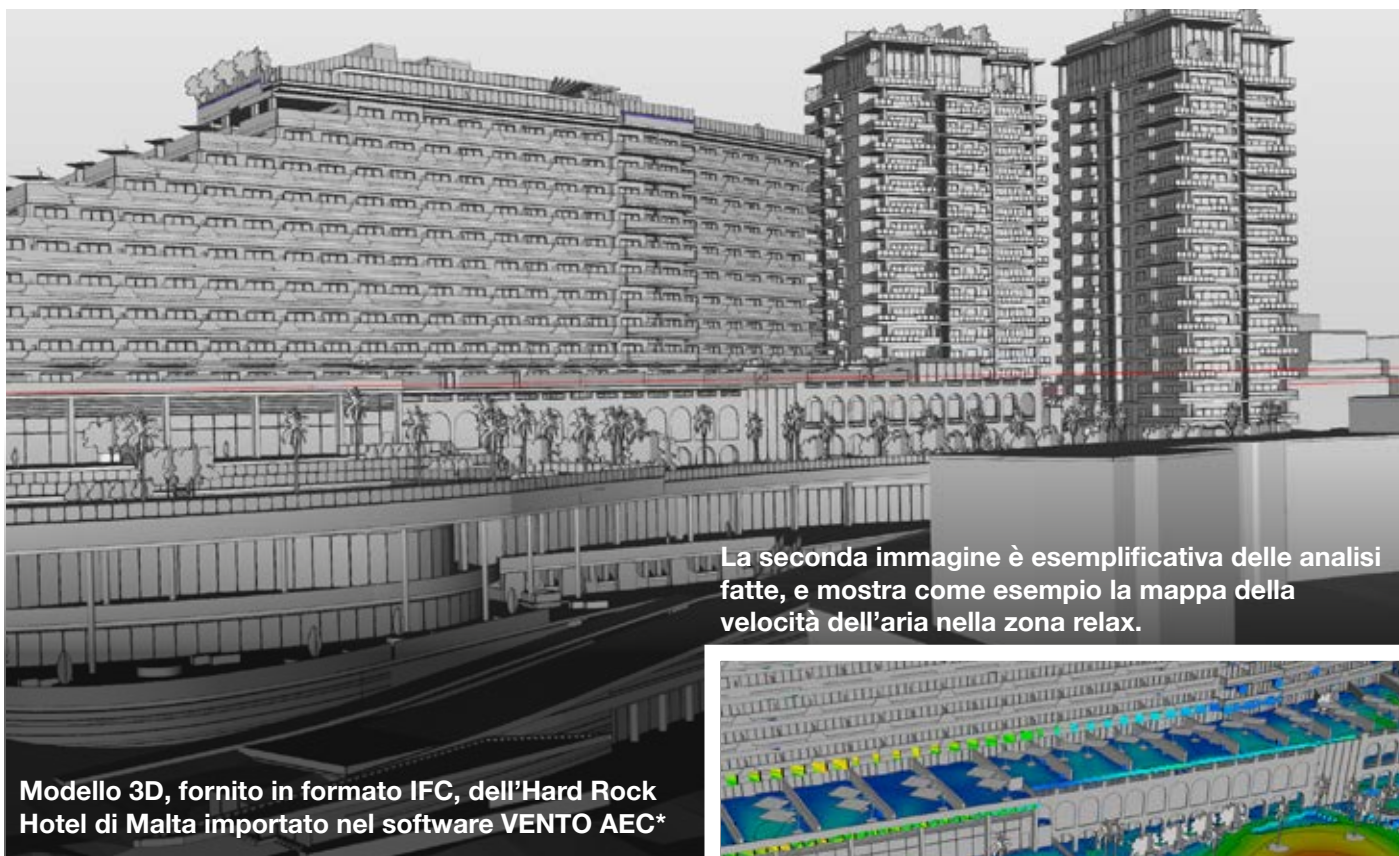 La seconda immagine è esemplificativa delle analisi
fatte, e mostra come esempio la mappa della
velocità dell'aria nella zona relax.
Modello 3D, fornito in formato IFC, dell'Hard Rock
Hotel di Malta importato nel software VENTO AEC*